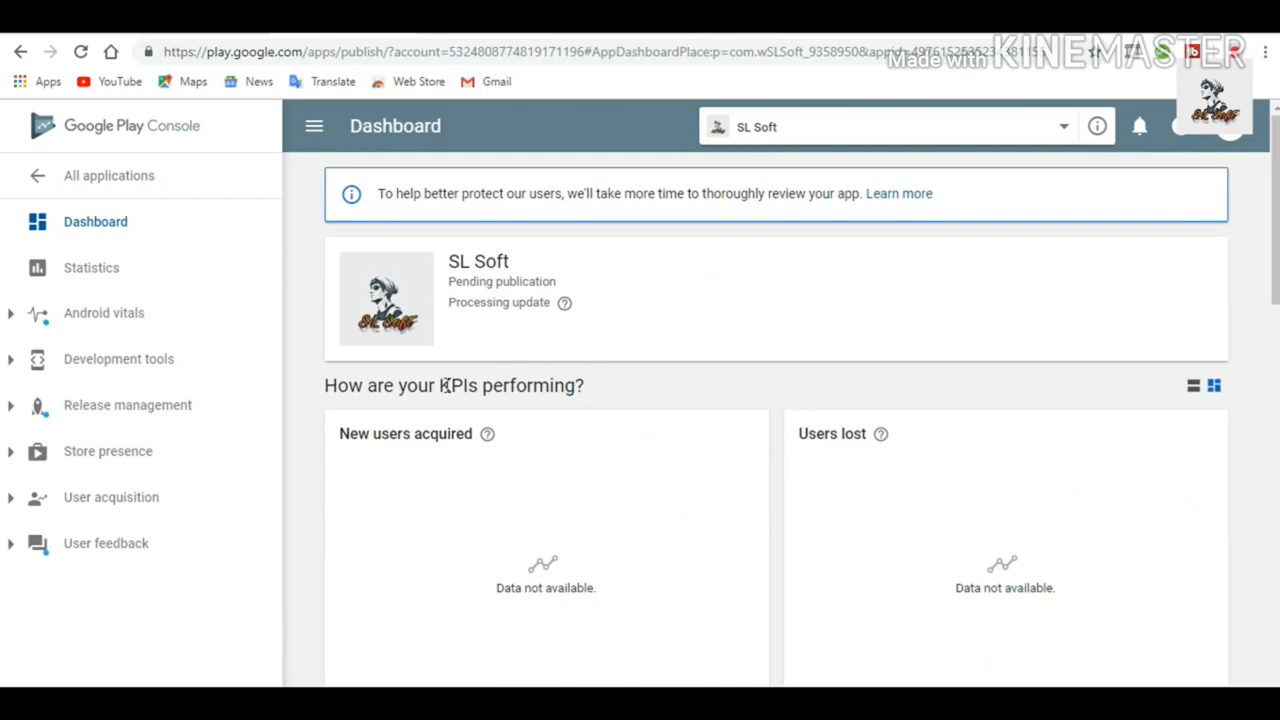 https://play.google.com/apps/publish/?account=5324808774819171196#AppDashboardPlace:p=com.wSLSoft_9358950&appid=
Made with KINEMASTER
Apps YouTube Maps News Translate Web Store Gmail
Google Play Console
Dashboard
SL Soft
All applications
To help better protect our users, we'll take more time to thoroughly review your app. Learn more
Dashboard
SL Soft
Statistics
Pending publication
Processing update
SL Soft
Android vitals
Development tools
How are your KPIs performing?
Release management
New users acquired
Users lost
Store presence
User acquisition
User feedback
Data not available.
Data not available.
SL Soft